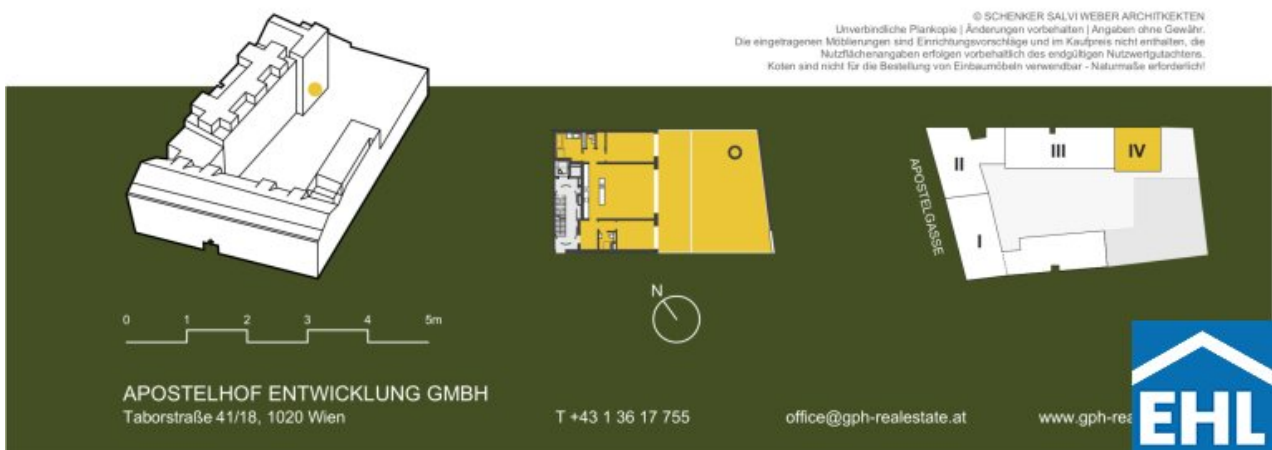 © SCHENKER SALVI WEBER ARCHITKEKTEN
Unverbindliche Plankopie | Änderungen vorbehalten | Angaben ohne Gewähr.
Die eingetragenen Möblierungen sind Einrichtungsvorschläge und im Kaufpreis nicht enthalten, die
Nutzflächenangaben erfolgen vorbehaltlich des endgültigen Nutzwertgutachtens.
Koten sind nicht für die Bestellung von Einbaumöbeln verwendbar - Naturmaße erforderlich!
II
III
IV
APOSTELGASSE
I
N
0 1 2 3 4 5m
APOSTELHOF ENTWICKLUNG GMBH
Taborstraße 41/18, 1020 Wien
T +43 1 36 17 755
office@gph-realestate.at
www.gph-rea
EHL